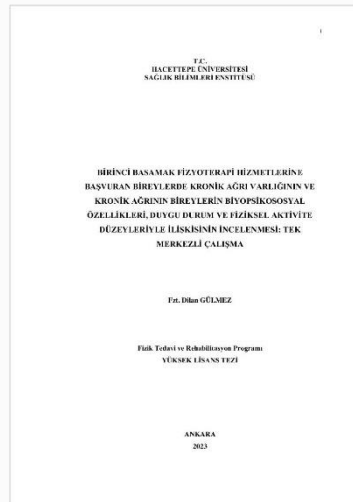 1
T.C.
HACETTEPE ÜNİVERSİTESİ
SAĞLIK BİLİMLERİ ENSTİTÜSÜ
BİRİNCİ BASAMAK FİZYOTERAPİ HİZMETLERİNE
BAŞVURAN BİREYLERDE KRONİK AĞRI VARLIĞININ VE
KRONİK AĞRININ BİREYLERİN BİYOPSİKOSOSYAL
ÖZELLİKLERİ, DUYGU DURUM VE FİZİKSEL AKTİVİTE
DÜZEYLERİYLE İLİŞKİSİNİN İNCELENMESİ: TEK
MERKEZLİ ÇALIŞMA
Fzt. Dilan GÜLMEZ
Fizik Tedavi ve Rehabilitasyon Programı
YÜKSEK LİSANS TEZİ
ANKARA
2023